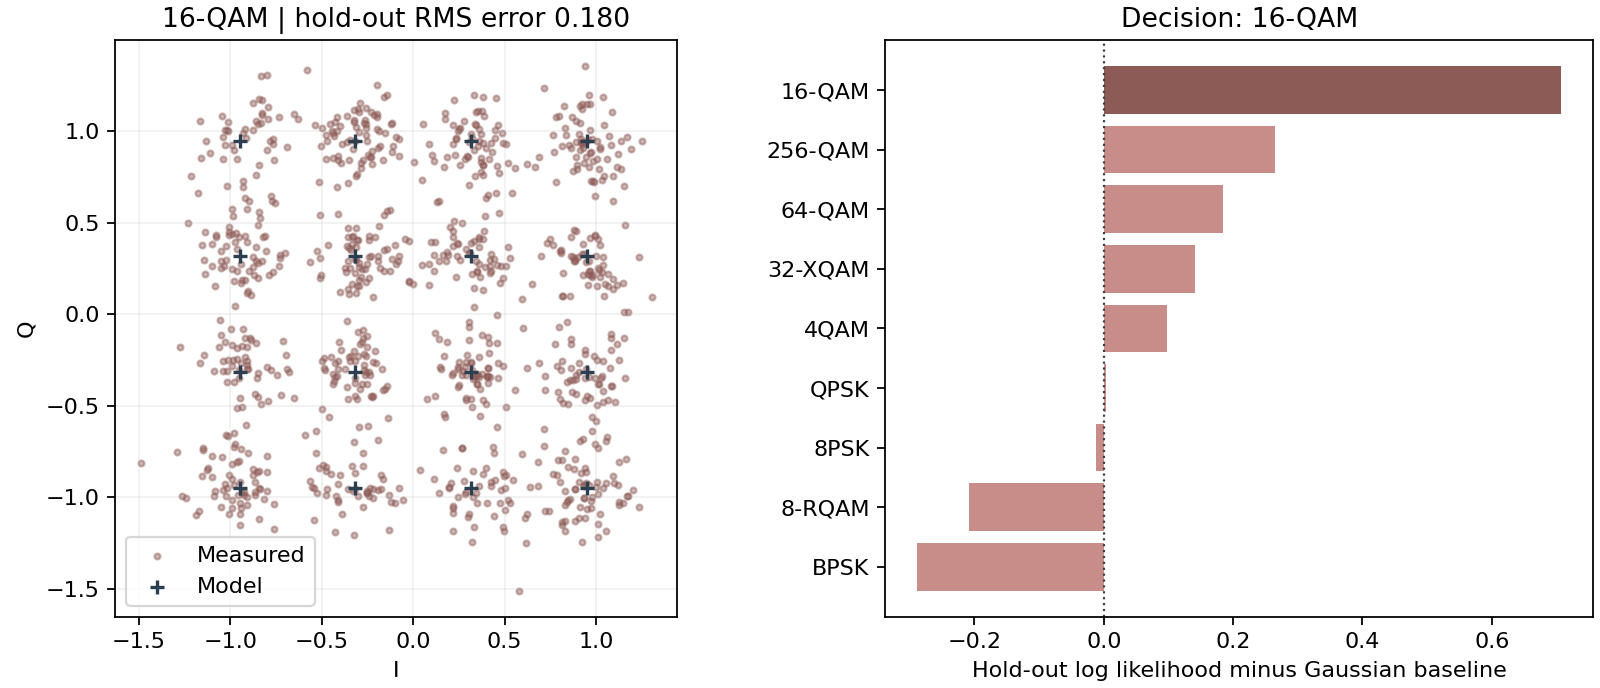 16-QAM | hold-out RMS error 0.180
Q
1.0
0.5
0.0
−0.5
−1.0
−1.5
Measured
Model
−1.5
−1.0
−0.5
0.0
0.5
1.0
I
Decision: 16-QAM
16-QAM
256-QAM
64-QAM
32-XQAM
4QAM
QPSK
8PSK
8-RQAM
BPSK
−0.2
0.0
0.2
0.4
0.6
Hold-out log likelihood minus Gaussian baseline